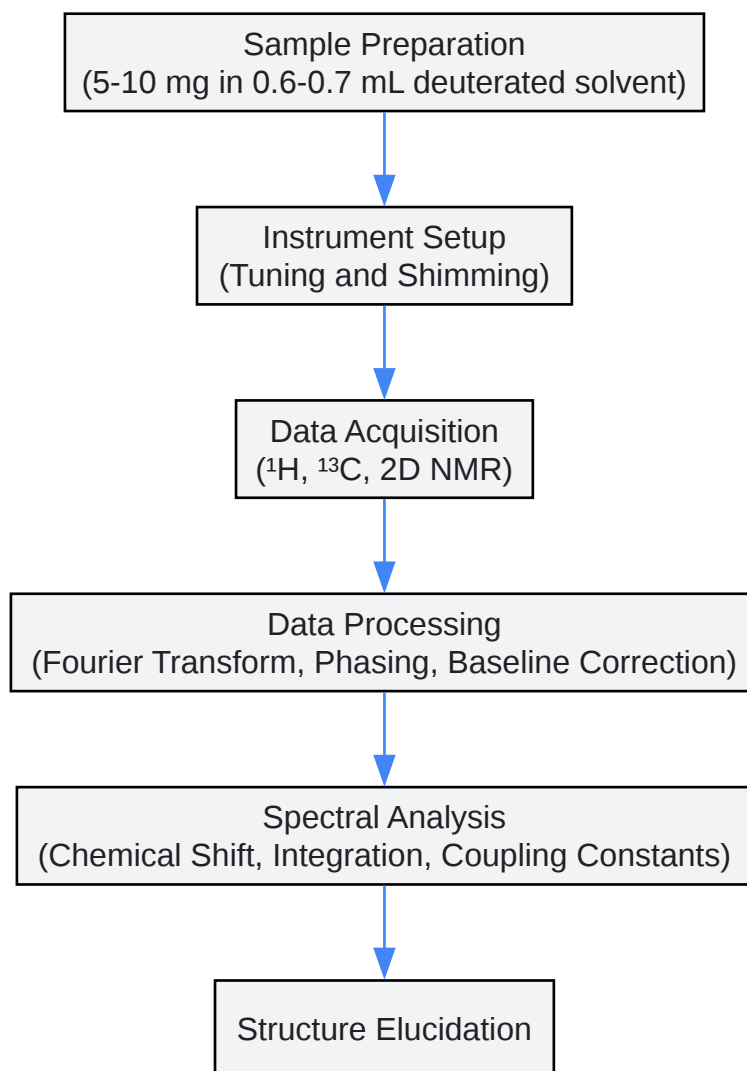 Sample Preparation
(5-10 mg in 0.6-0.7 mL deuterated solvent)
Instrument Setup
(Tuning and Shimming)
Data Acquisition
(¹H, ¹³C, 2D NMR)
Data Processing
(Fourier Transform, Phasing, Baseline Correction)
Spectral Analysis
(Chemical Shift, Integration, Coupling Constants)
Structure Elucidation